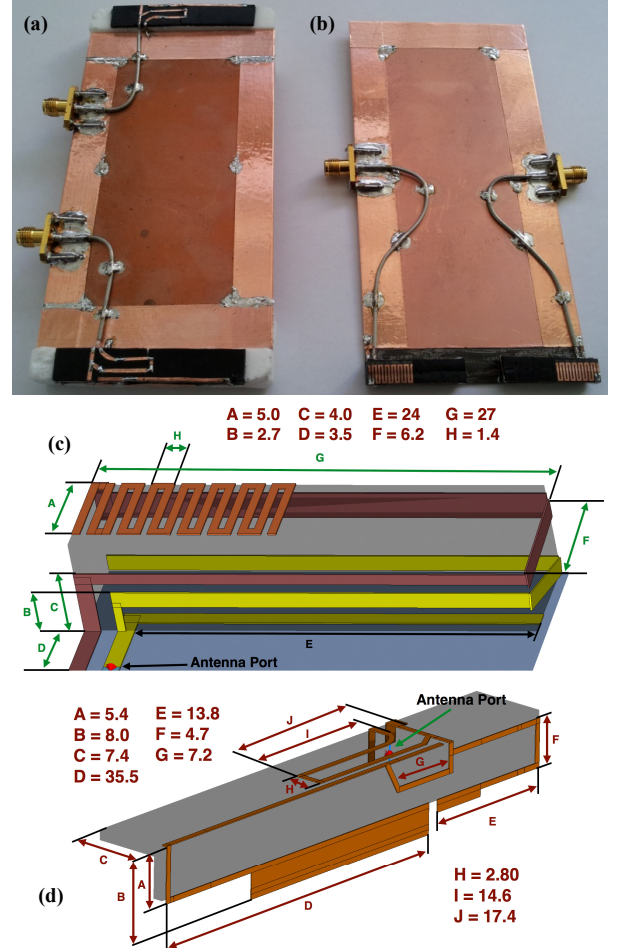 (a)
(b)
A = 5.0 C = 4.0 E = 24 G = 27
B = 2.7 D = 3.5 F = 6.2 H = 1.4
(c)
H
G
A
F
C
B
E
D
Antenna Port
A = 5.4 E = 13.8
B = 8.0 F = 4.7
C = 7.4 G = 7.2
D = 35.5
Antenna Port
J
I
F
G
H
E
C
A
B
D
(d)
H = 2.80
I = 14.6
J = 17.4